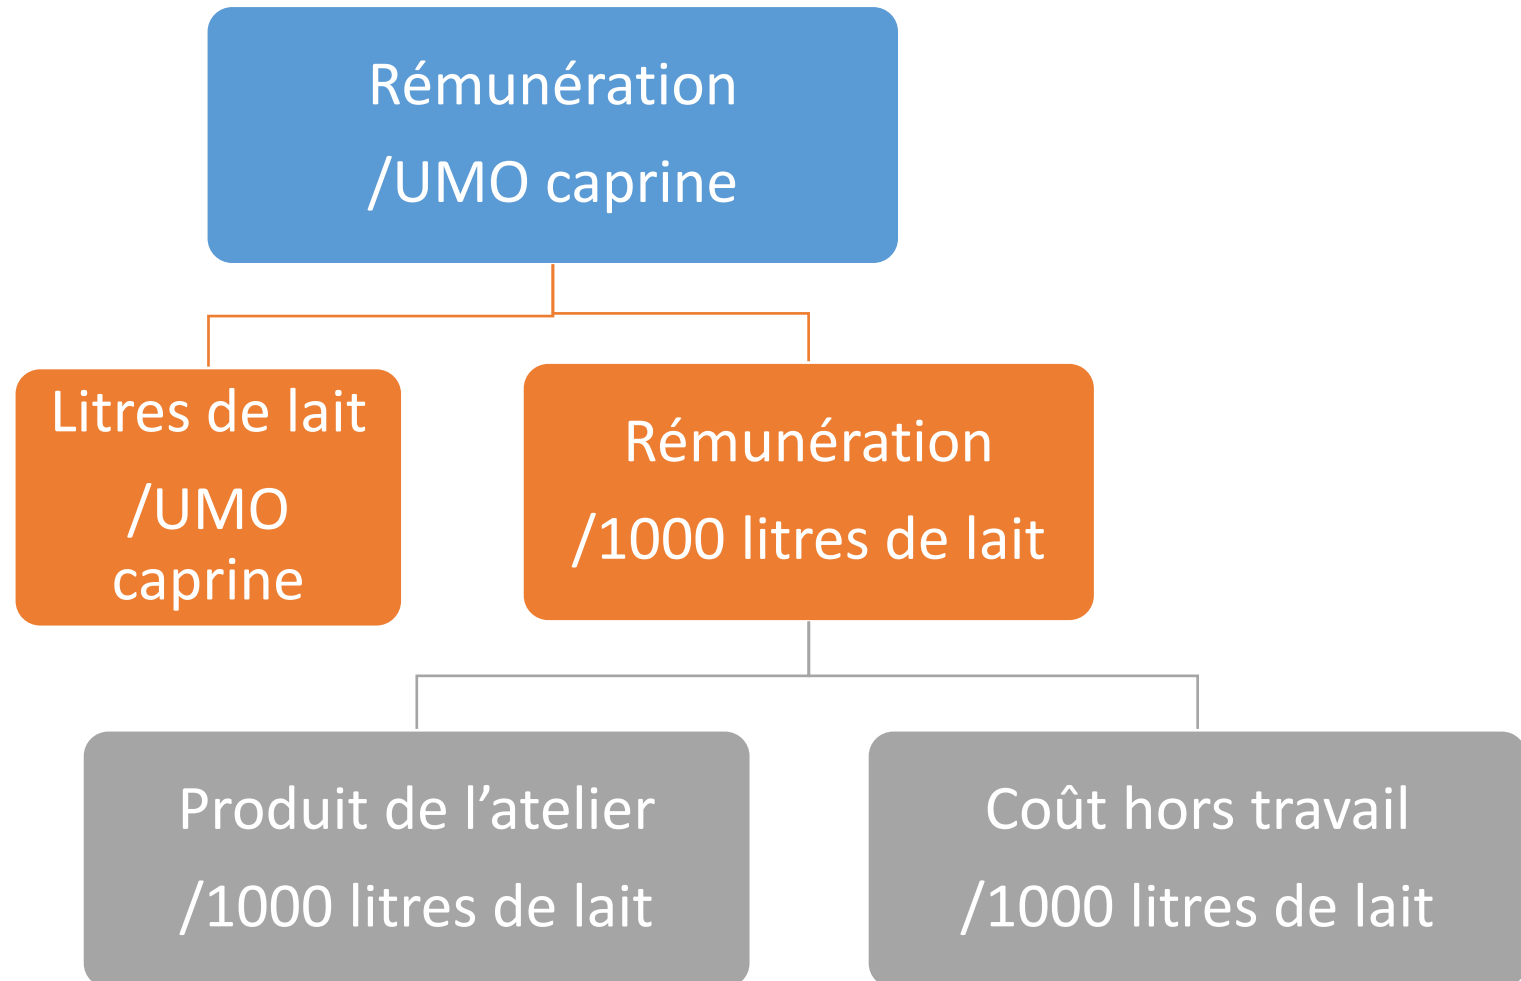 Rémunération
/UMO caprine
Litres de lait
/UMO
caprine
Rémunération
/1000 litres de lait
Produit de l’atelier
/1000 litres de lait
Coût hors travail
/1000 litres de lait